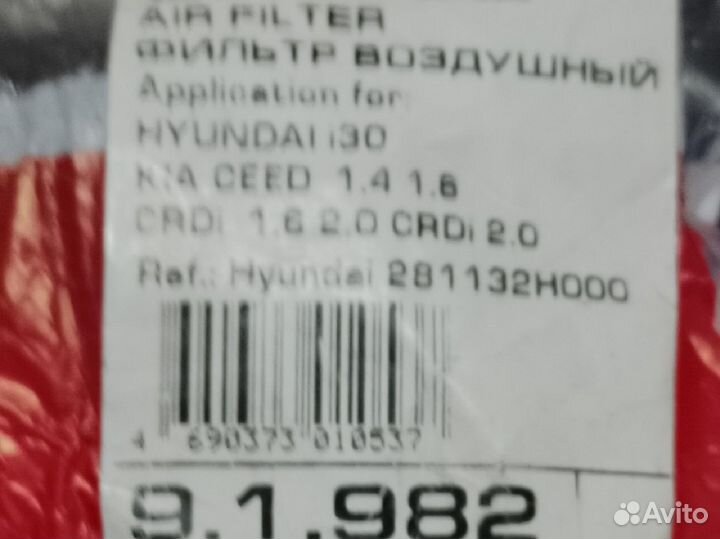 AIR FILTER
ФИЛЬТР ВОЗДУШНЫЙ
Application for:
HYUNDAI i30
KIA CEED 1.4 1.6
CRDi 1.6 2.0 CRDi 2.0
Ref.: Hyundai 281132H000
4 690373 010537
9.1.982
Avito